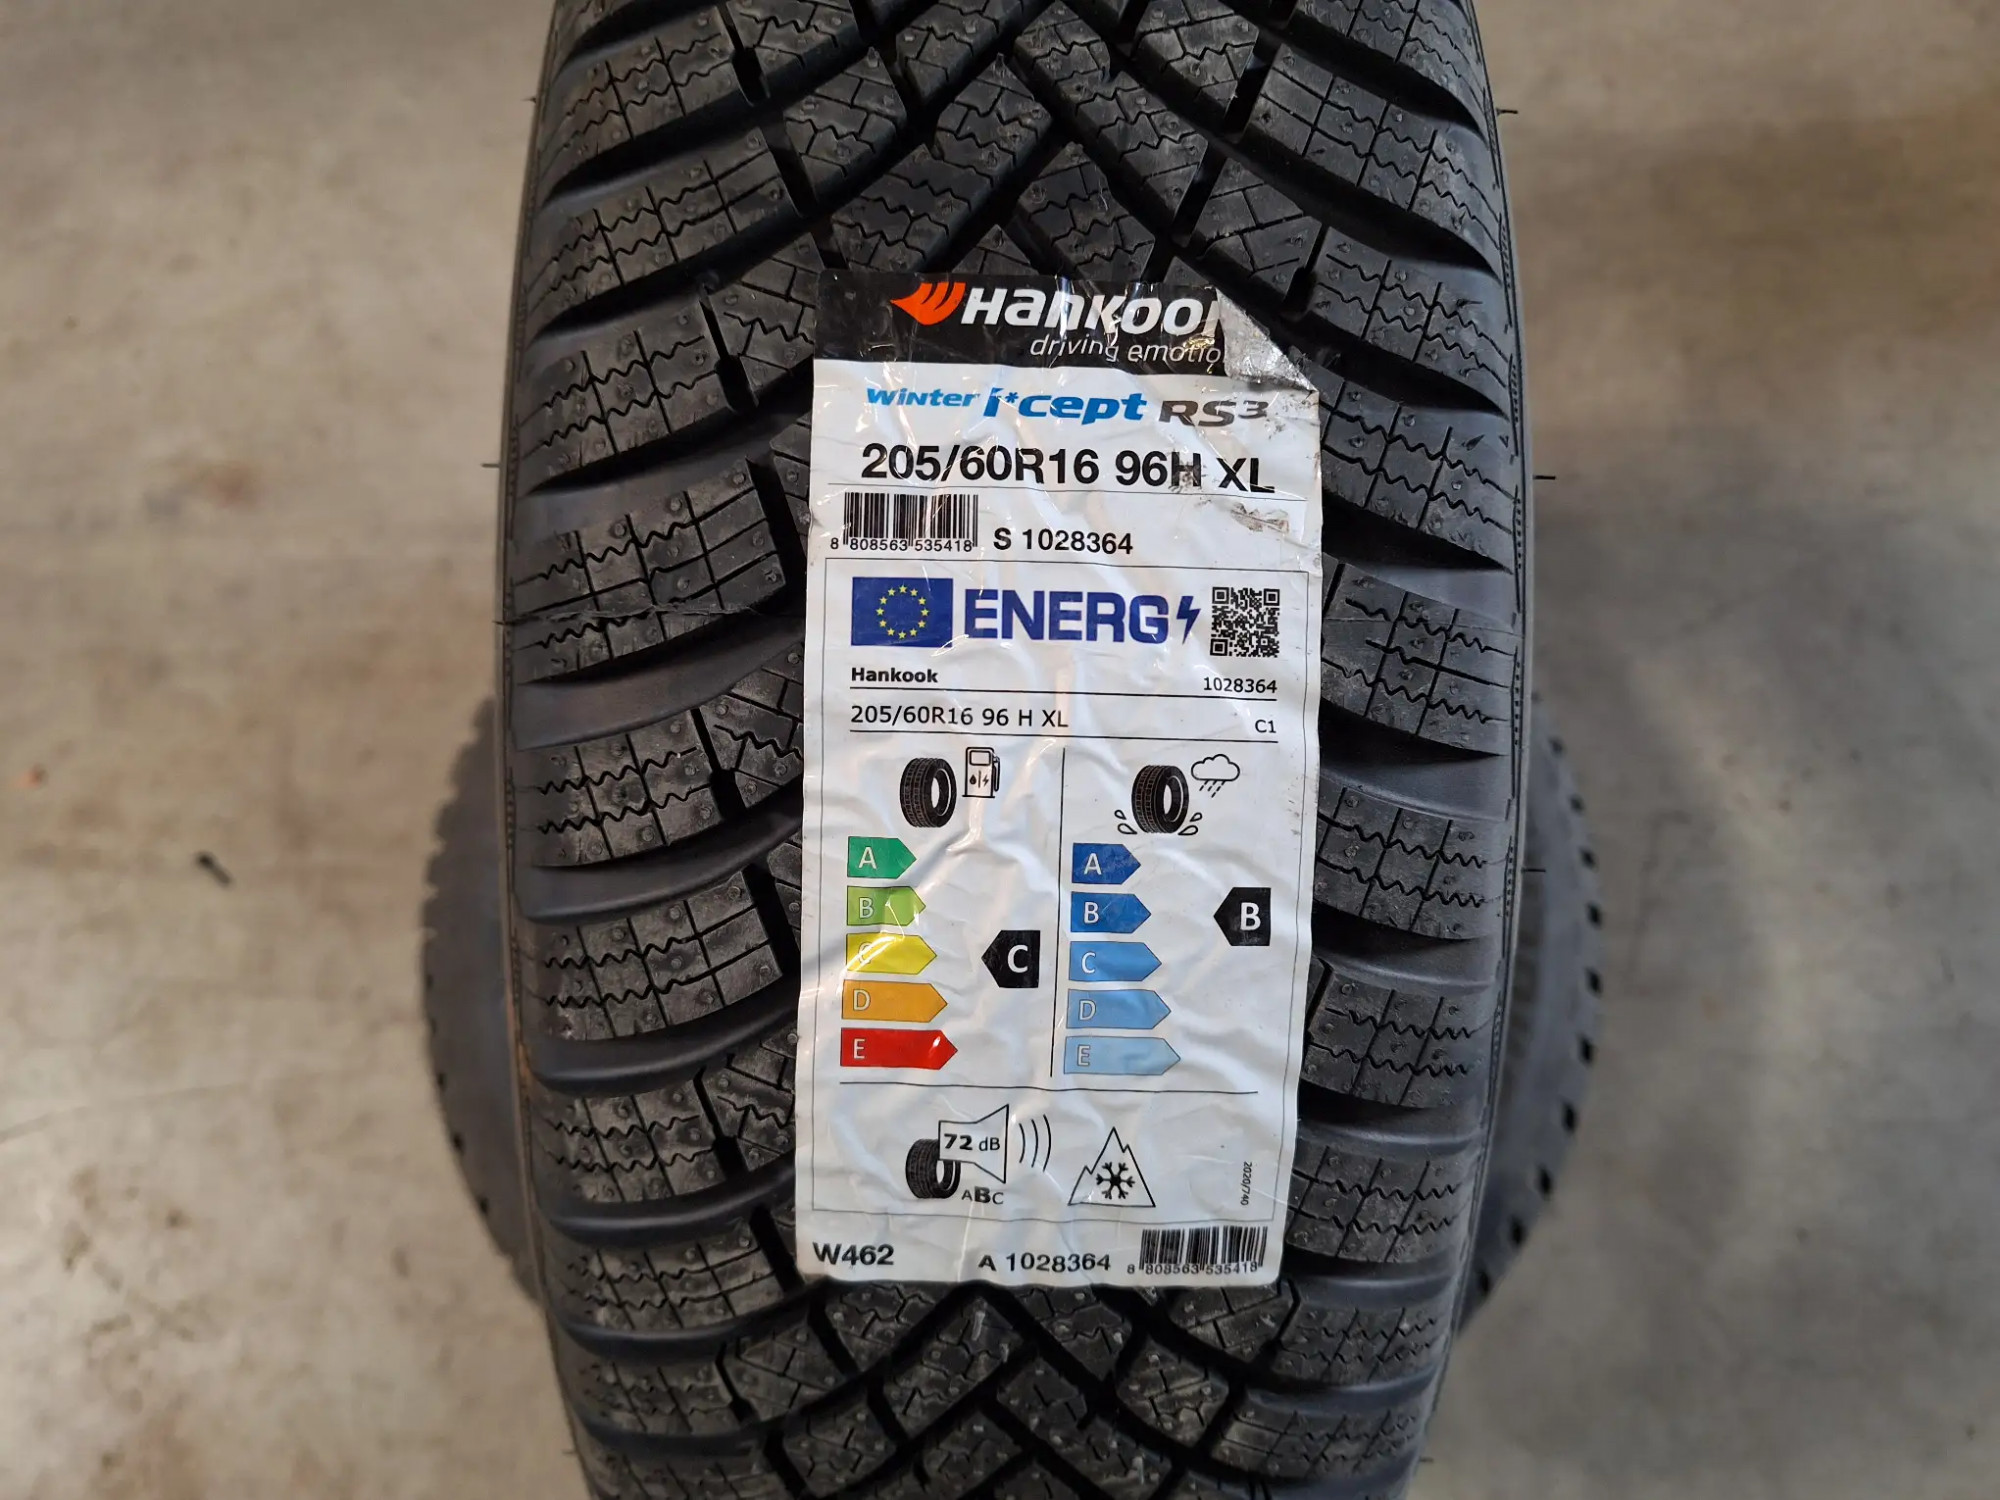 Hankook
driving emotion
winter i*cept RS3
205/60R16 96H XL
8 808563 535418 S 1028364
ENERG
Hankook 1028364
205/60R16 96 H XL C1
A A
B B B
C C C
D D
E E
72 dB
ABC
2020/740
W462 A 1028364 8 808563 535418